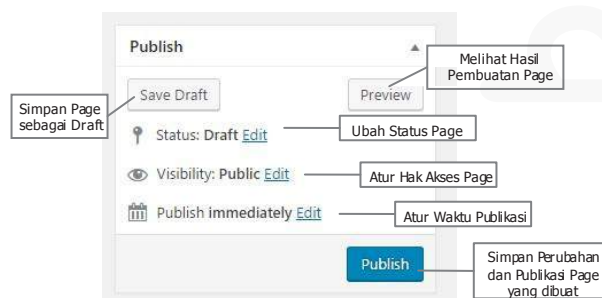 Publish
Melihat Hasil
Pembuatan Page
Save Draft
Preview
Simpan Page
sebagai Draft
Status: Draft Edit
Ubah Status Page
Visibility: Public Edit
Atur Hak Akses Page
Publish immediately Edit
Atur Waktu Publikasi
Publish
Simpan Perubahan
dan Publikasi Page
yang dibuat